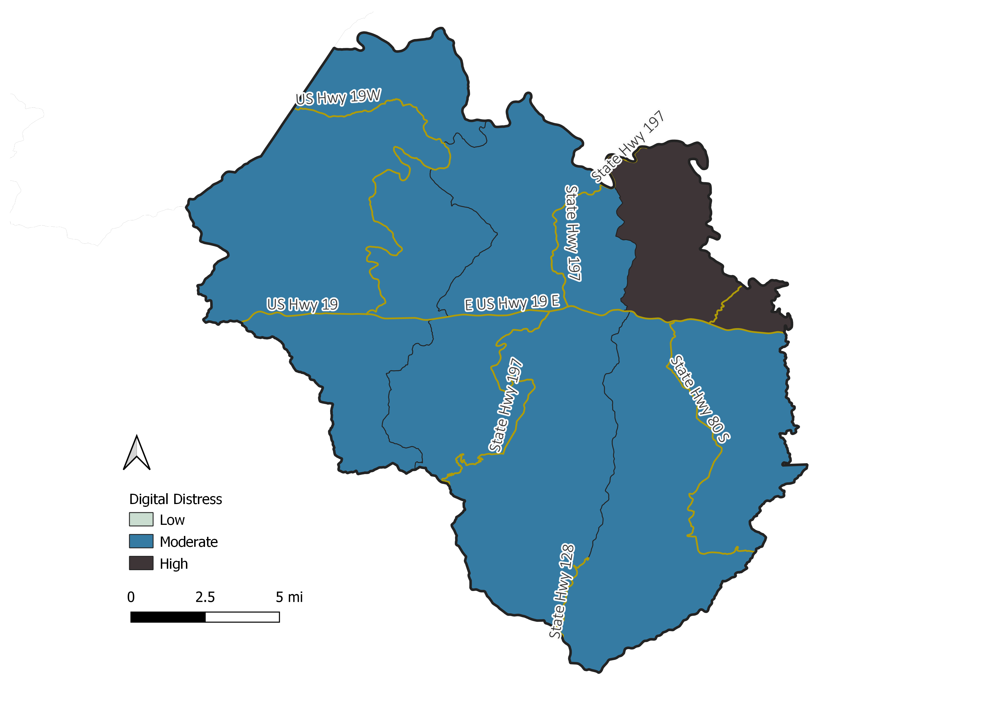 US Hwy 19W
State Hwy 197
State Hwy 197
US Hwy 19
E US Hwy 19 E
State Hwy 197
State Hwy 80 S
State Hwy 128
Digital Distress
Low
Moderate
High
0 2.5 5 mi